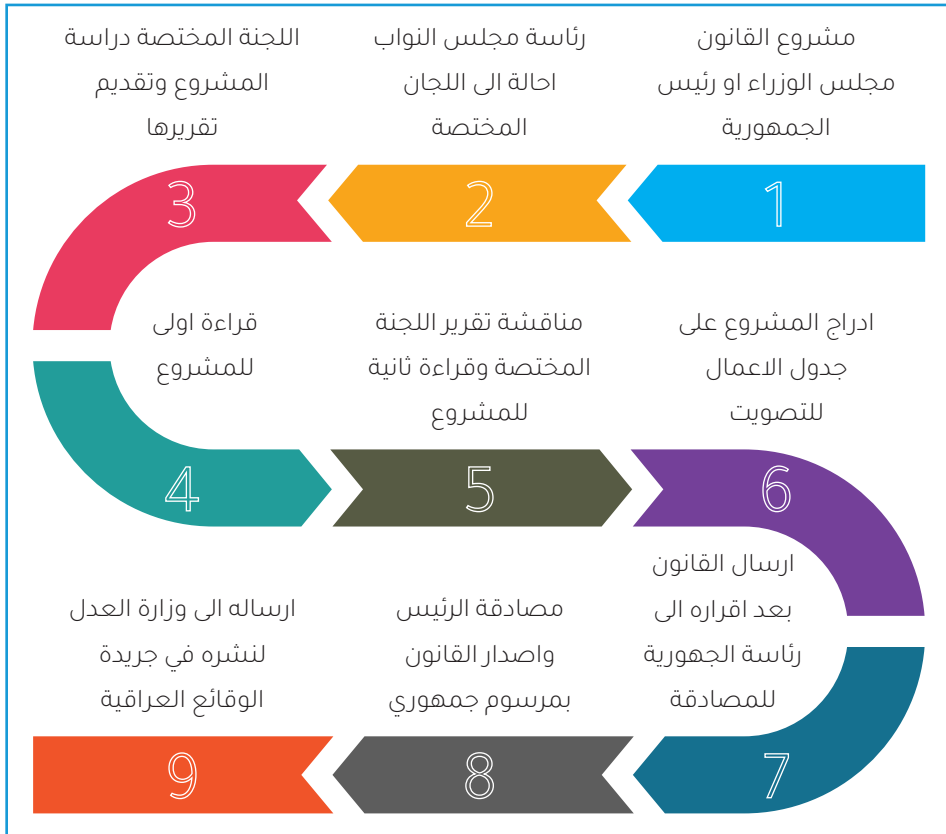 مشروع القانون
مجلس الوزراء او رئيس
الجمهورية
1
رئاسة مجلس النواب
احالة الى اللجان
المختصة
2
اللجنة المختصة دراسة
المشروع وتقديم
تقريرها
3
قراءة اولى
للمشروع
4
مناقشة تقرير اللجنة
المختصة وقراءة ثانية
للمشروع
5
ادراج المشروع على
جدول الاعمال
للتصويت
6
ارسال القانون
بعد اقراره الى
رئاسة الجهورية
للمصادقة
7
مصادقة الرئيس
واصدار القانون
بمرسوم جمهوري
8
ارساله الى وزارة العدل
لنشره في جريدة
الوقائع العراقية
9